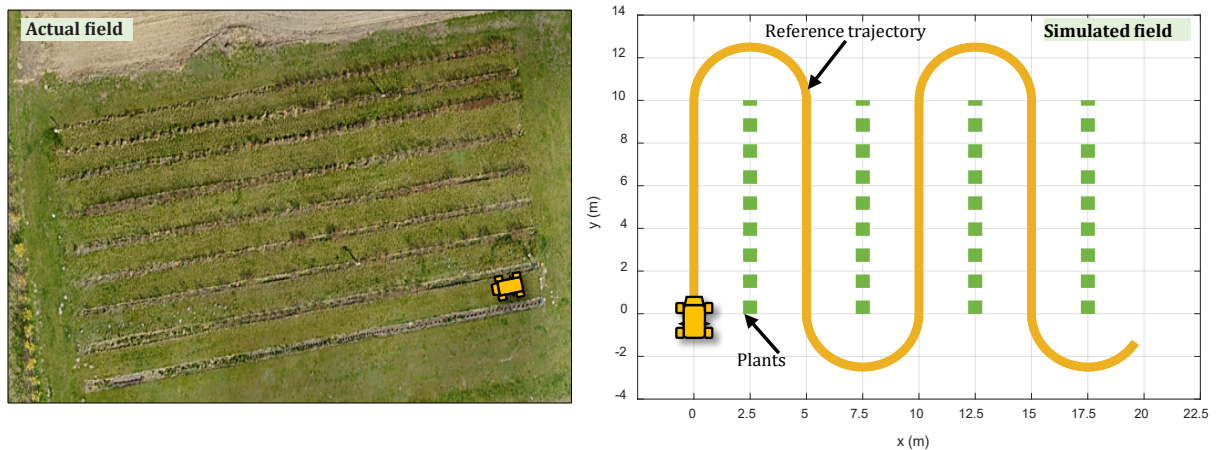 Actual field
Simulated field
Reference trajectory
Plants
14
12
10
8
6
4
2
0
-2
-4
y (m)
0 2.5 5 7.5 10 12.5 15 17.5 20 22.5
x (m)